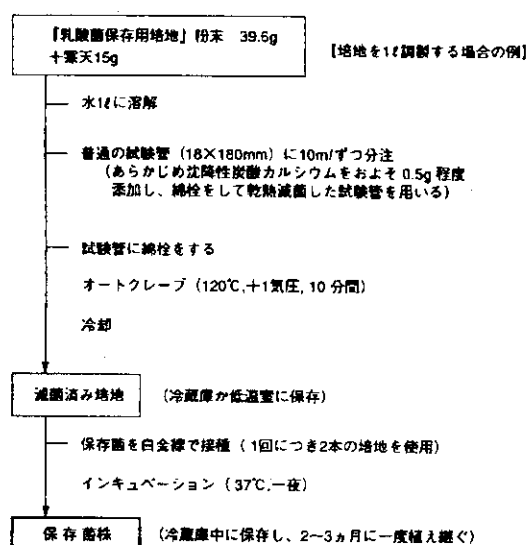 『乳酸菌保存用培地』粉末 39.6g
+寒天15g
【培地を1ℓ調製する場合の例】
水1ℓに溶解
普通の試験管(18×180mm)に10mlずつ分注
(あらかじめ沈降性炭酸カルシウムをおよそ0.5g程度
添加し、綿栓をして乾熱滅菌した試験管を用いる)
試験管に綿栓をする
オートクレーブ(120℃,+1気圧,10分間)
冷却
滅菌済み培地 (冷蔵庫か低温室に保存)
保存菌を白金線で接種(1回につき2本の培地を使用)
インキュベーション(37℃,一夜)
保存菌株 (冷蔵庫中に保存し、2〜3ヵ月に一度植え継ぐ)